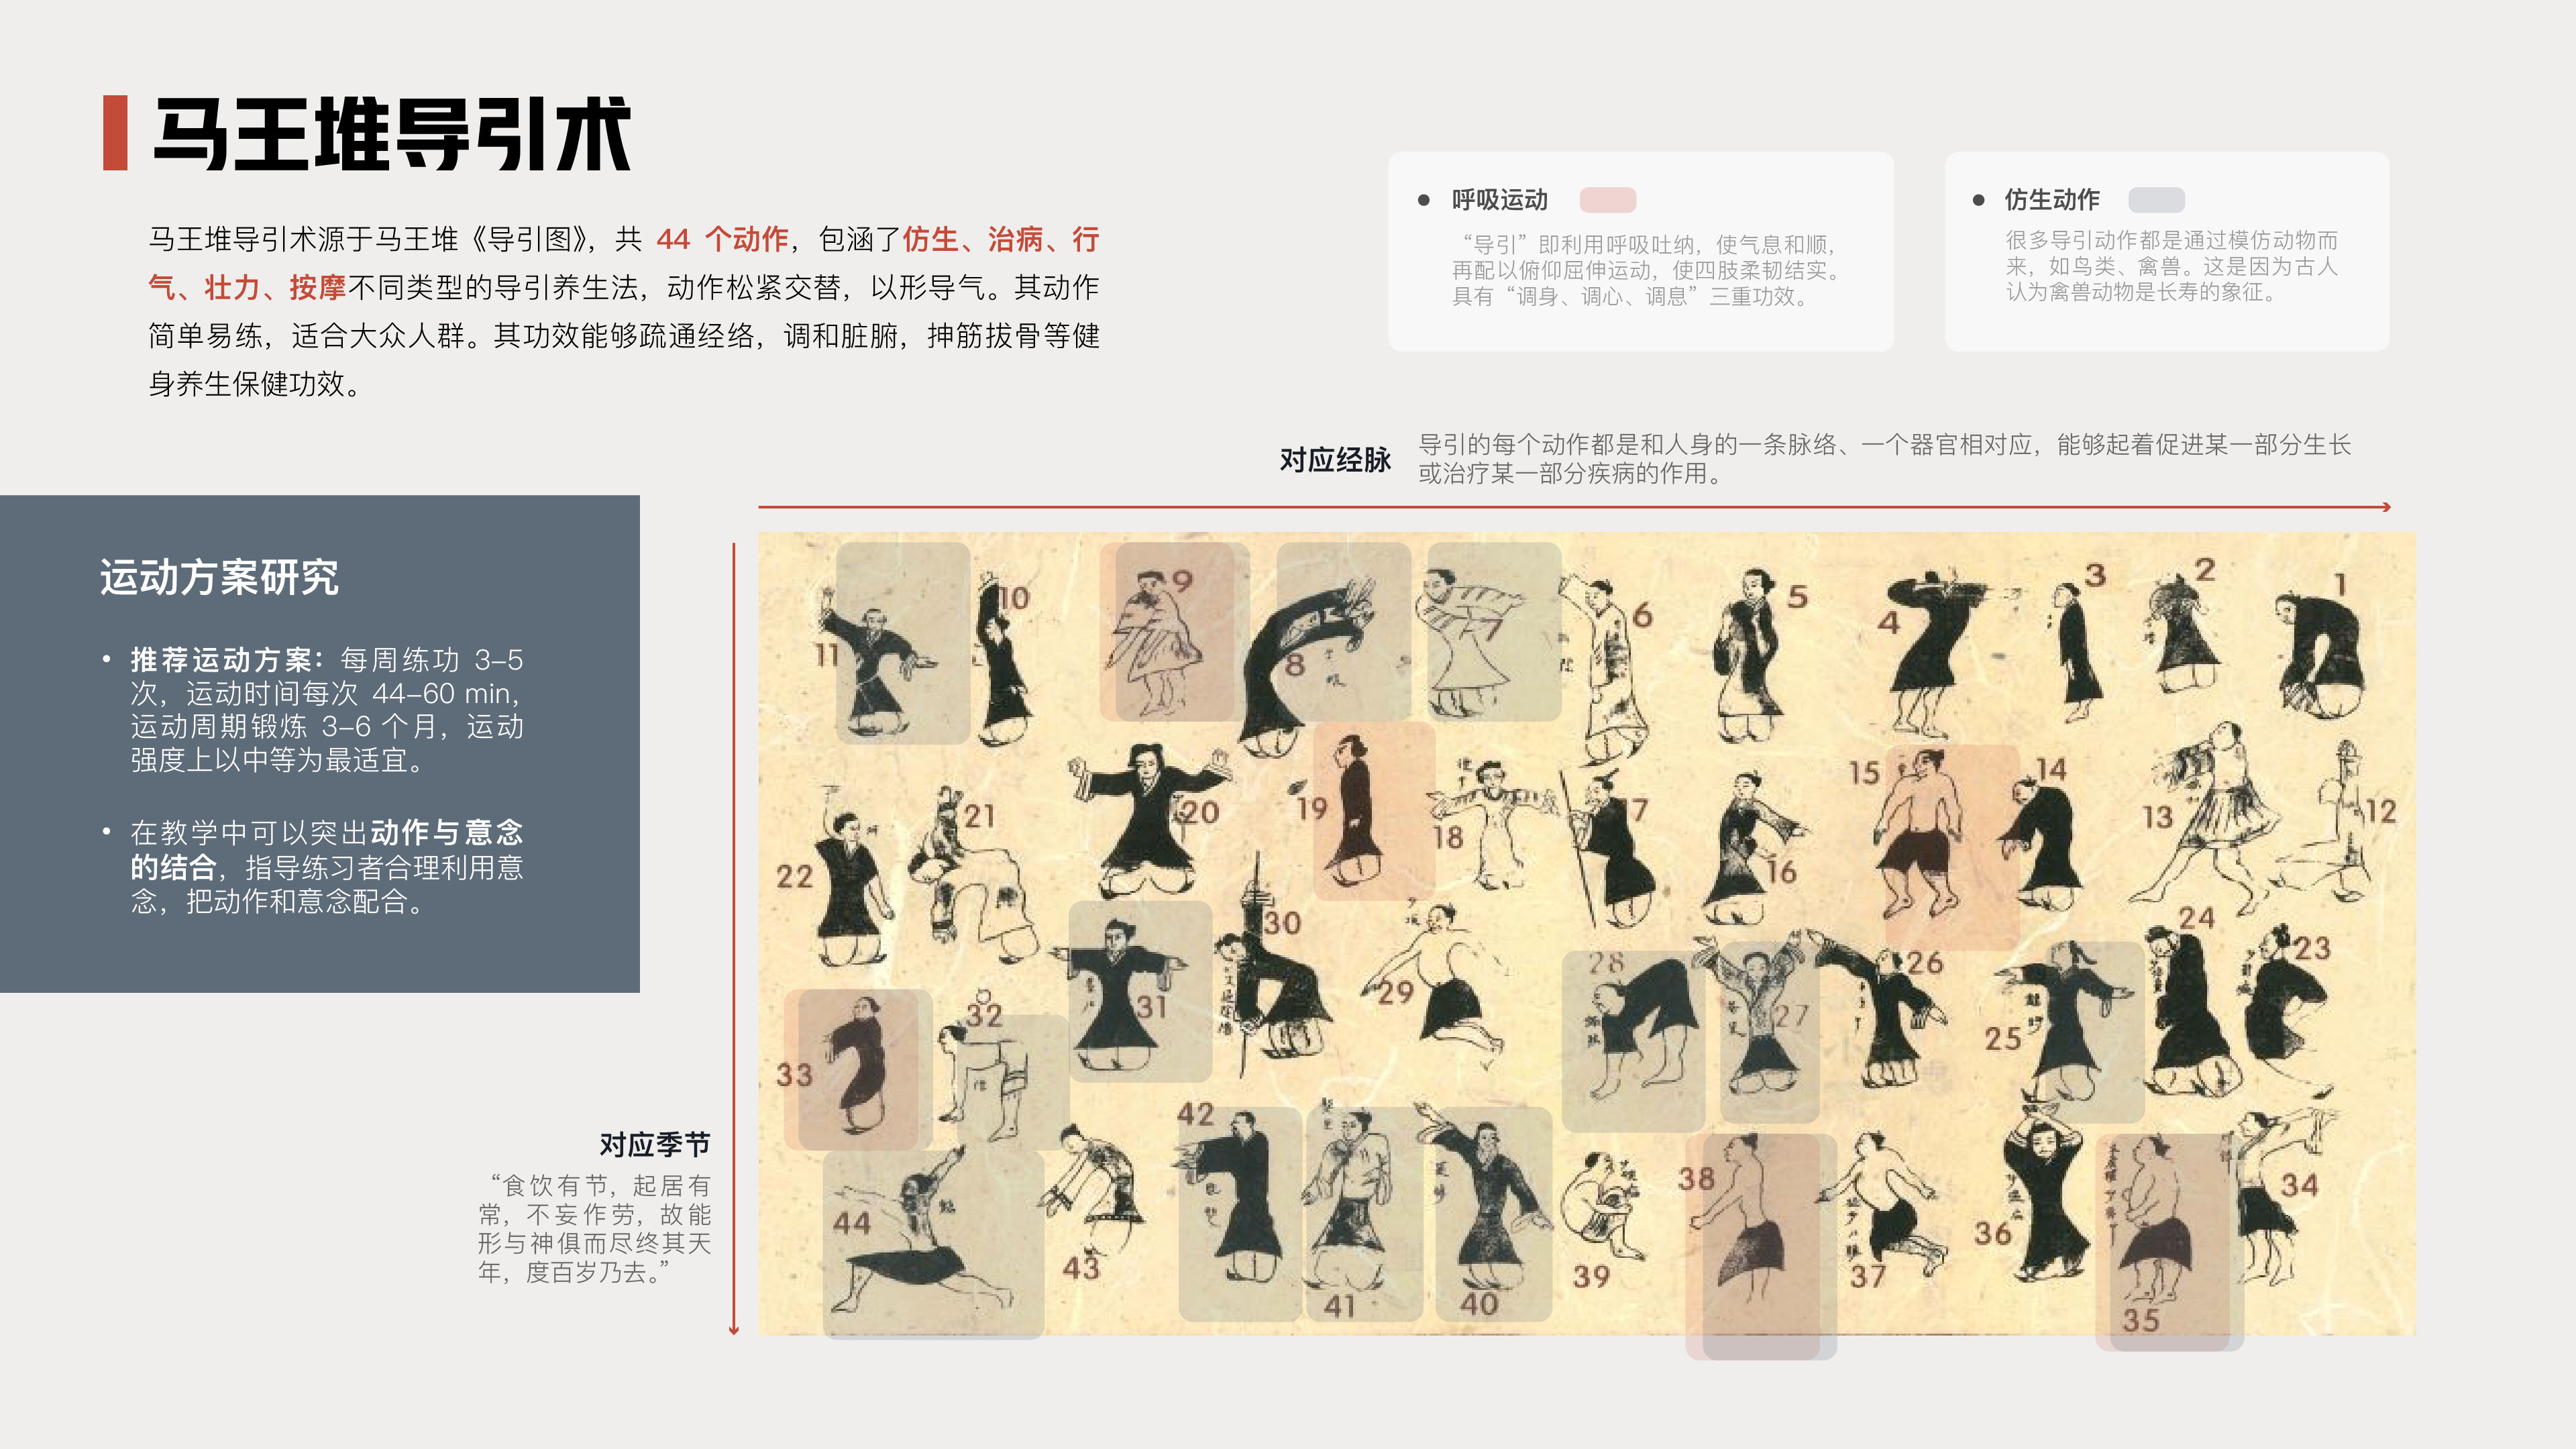 马王堆导引术
马王堆导引术源于马王堆《导引图》，共 44 个动作，包涵了仿生、治病、行
气、壮力、按摩不同类型的导引养生法，动作松紧交替，以形导气。其动作
简单易练，适合大众人群。其功效能够疏通经络，调和脏腑，抻筋拔骨等健
身养生保健功效。
呼吸运动
“导引”即利用呼吸吐纳，使气息和顺，
再配以俯仰屈伸运动，使四肢柔韧结实。
具有“调身、调心、调息”三重功效。
仿生动作
很多导引动作都是通过模仿动物而
来，如鸟类、禽兽。这是因为古人
认为禽兽动物是长寿的象征。
对应经脉
导引的每个动作都是和人身的一条脉络、一个器官相对应，能够起着促进某一部分生长
或治疗某一部分疾病的作用。
运动方案研究
• 推荐运动方案：每周练功 3–5
次，运动时间每次 44–60 min，
运动周期锻炼 3–6 个月，运动
强度上以中等为最适宜。
• 在教学中可以突出动作与意念
的结合，指导练习者合理利用意
念，把动作和意念配合。
对应季节
“食饮有节，起居有
常，不妄作劳，故能
形与神俱而尽终其天
年，度百岁乃去。”
11 10 9 8 7 6 5 4 3 2 1
22 21 20 19 18 17 16 15 14 13 12
33 32 31 30 29 28 27 26 25 24 23
44 43 42 41 40 39 38 37 36 35 34